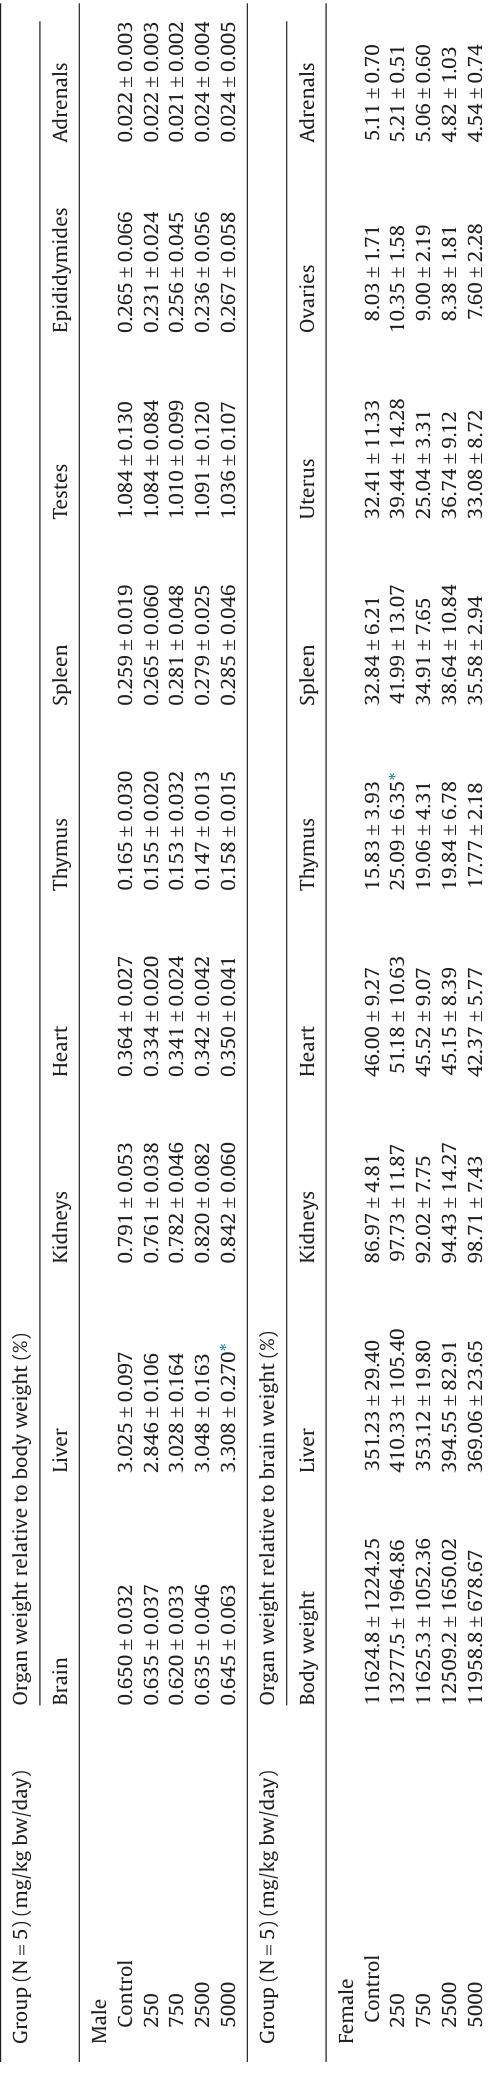 Group (N = 5) (mg/kg bw/day) Organ weight relative to body weight (%)
Brain Liver Kidneys Heart Thymus Spleen Testes Epididymides Adrenals
Male
Control 0.650 ± 0.032 3.025 ± 0.097 0.791 ± 0.053 0.364 ± 0.027 0.165 ± 0.030 0.259 ± 0.019 1.084 ± 0.130 0.265 ± 0.066 0.022 ± 0.003
250 0.635 ± 0.037 2.846 ± 0.106 0.761 ± 0.038 0.334 ± 0.020 0.155 ± 0.020 0.265 ± 0.060 1.084 ± 0.084 0.231 ± 0.024 0.022 ± 0.003
750 0.620 ± 0.033 3.028 ± 0.164 0.782 ± 0.046 0.341 ± 0.024 0.153 ± 0.032 0.281 ± 0.048 1.010 ± 0.099 0.256 ± 0.045 0.021 ± 0.002
2500 0.635 ± 0.046 3.048 ± 0.163 0.820 ± 0.082 0.342 ± 0.042 0.147 ± 0.013 0.279 ± 0.025 1.091 ± 0.120 0.236 ± 0.056 0.024 ± 0.004
5000 0.645 ± 0.063 3.308 ± 0.270* 0.842 ± 0.060 0.350 ± 0.041 0.158 ± 0.015 0.285 ± 0.046 1.036 ± 0.107 0.267 ± 0.058 0.024 ± 0.005
Group (N = 5) (mg/kg bw/day) Organ weight relative to brain weight (%)
Body weight Liver Kidneys Heart Thymus Spleen Uterus Ovaries Adrenals
Female
Control 11624.8 ± 1224.25 351.23 ± 29.40 86.97 ± 4.81 46.00 ± 9.27 15.83 ± 3.93 32.84 ± 6.21 32.41 ± 11.33 8.03 ± 1.71 5.11 ± 0.70
250 13277.5 ± 1964.86 410.33 ± 105.40 97.73 ± 11.87 51.18 ± 10.63 25.09 ± 6.35* 41.99 ± 13.07 39.44 ± 14.28 10.35 ± 1.58 5.21 ± 0.51
750 11625.3 ± 1052.36 353.12 ± 19.80 92.02 ± 7.75 45.52 ± 9.07 19.06 ± 4.31 34.91 ± 7.65 25.04 ± 3.31 9.00 ± 2.19 5.06 ± 0.60
2500 12509.2 ± 1650.02 394.55 ± 82.91 94.43 ± 14.27 45.15 ± 8.39 19.84 ± 6.78 38.64 ± 10.84 36.74 ± 9.12 8.38 ± 1.81 4.82 ± 1.03
5000 11958.8 ± 678.67 369.06 ± 23.65 98.71 ± 7.43 42.37 ± 5.77 17.77 ± 2.18 35.58 ± 2.94 33.08 ± 8.72 7.60 ± 2.28 4.54 ± 0.74